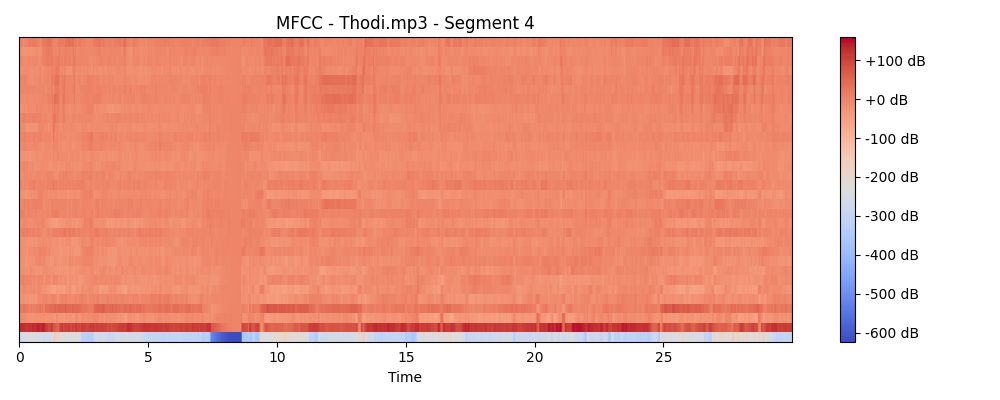 MFCC - Thodi.mp3 - Segment 4
+100 dB
+0 dB
-100 dB
-200 dB
-300 dB
-400 dB
-500 dB
-600 dB
0 5 10 15 20 25
Time